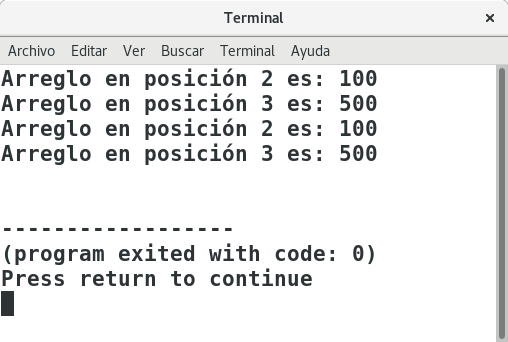 Terminal
Archivo Editar Ver Buscar Terminal Ayuda
Arreglo en posición 2 es: 100
Arreglo en posición 3 es: 500
Arreglo en posición 2 es: 100
Arreglo en posición 3 es: 500
------------------
(program exited with code: 0)
Press return to continue